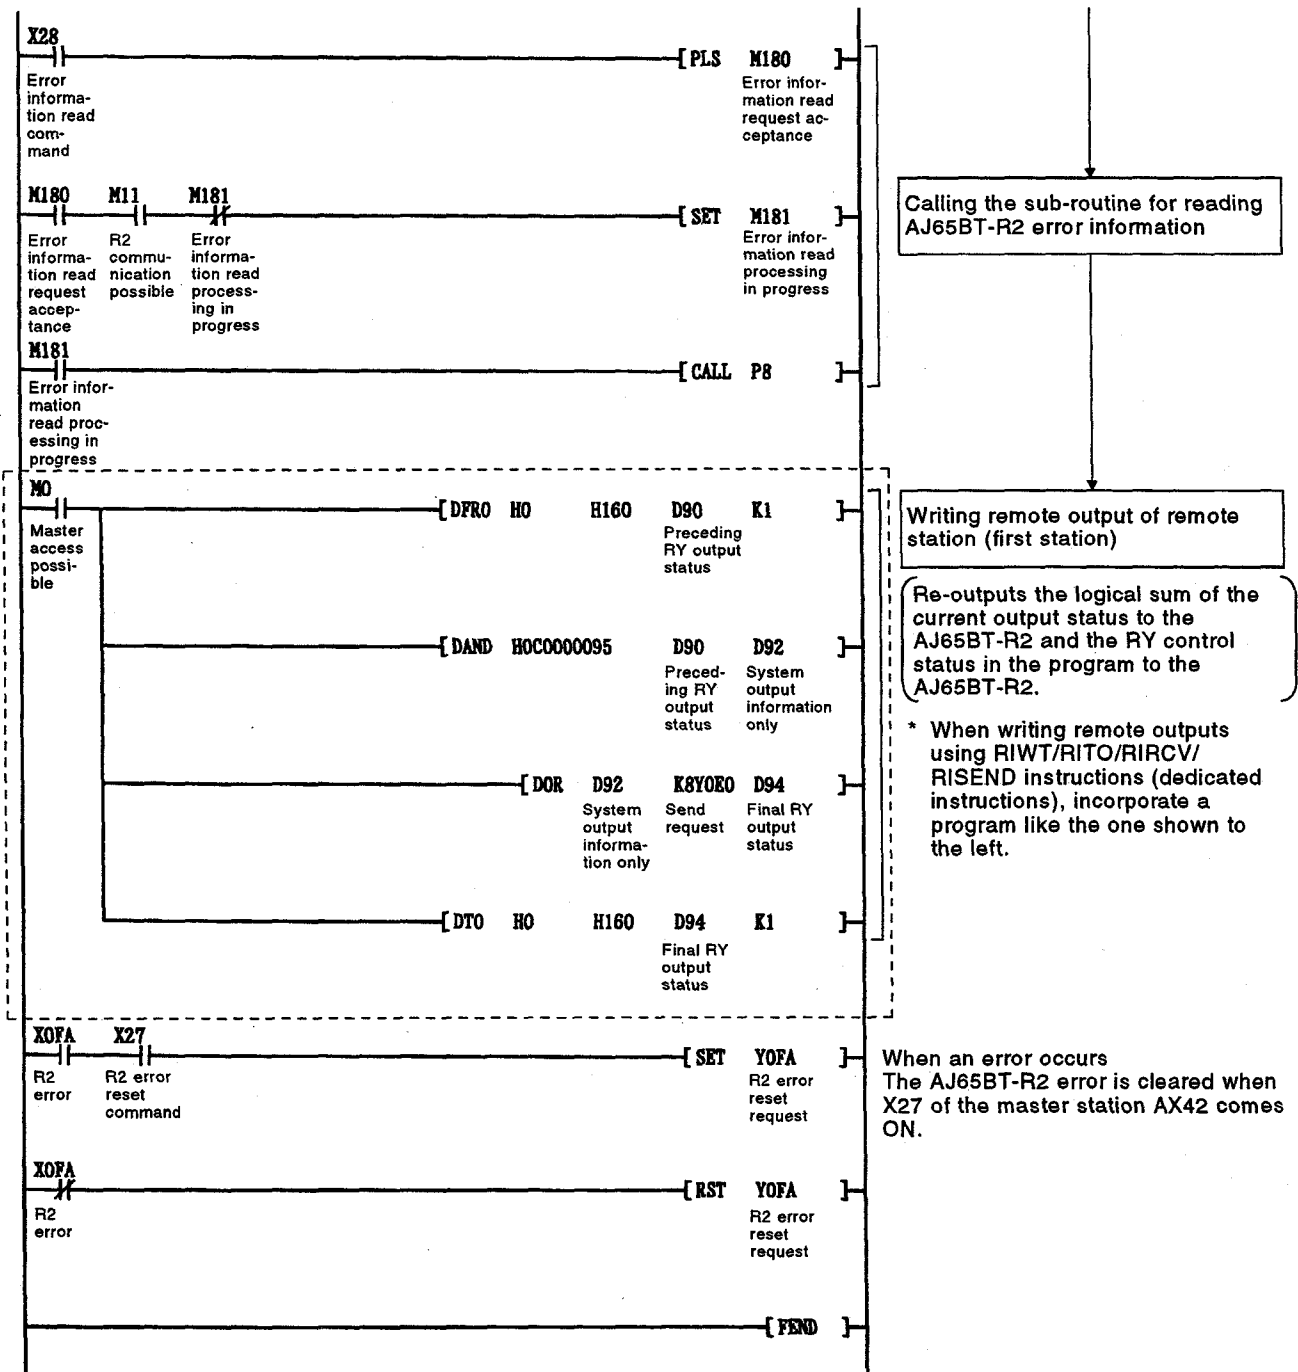 X28
[ PLS M180 ]
Error
informa-
tion read
com-
mand
Error infor-
mation read
request ac-
ceptance
M180 M11 M181
[ SET M181 ]
Error
informa-
tion read
request
accep-
tance
R2
commu-
nication
possible
Error
informa-
tion read
process-
ing in
progress
Error infor-
mation read
processing
in progress
Calling the sub-routine for reading
AJ65BT-R2 error information
M181
[ CALL P8 ]
Error infor-
mation
read proc-
essing in
progress
M0
[ DFRO H0 H160 D90 K1 ]
Master
access
possi-
ble
Preceding
RY output
status
Writing remote output of remote
station (first station)
Re-outputs the logical sum of the
current output status to the
AJ65BT-R2 and the RY control
status in the program to the
AJ65BT-R2.
[ DAND H0C0000095 D90 D92 ]
Preced-
ing RY
output
status
System
output
information
only
* When writing remote outputs
using RIWT/RITO/RIRCV/
RISEND instructions (dedicated
instructions), incorporate a
program like the one shown to
the left.
[ DOR D92 K8Y0E0 D94 ]
System
output
informa-
tion only
Send
request
Final RY
output
status
[ DTO H0 H160 D94 K1 ]
Final RY
output
status
X0FA X27
[ SET Y0FA ]
R2
error
R2 error
reset
command
R2 error
reset
request
When an error occurs
The AJ65BT-R2 error is cleared when
X27 of the master station AX42 comes
ON.
X0FA
[ RST Y0FA ]
R2
error
R2 error
reset
request
[ FEND ]